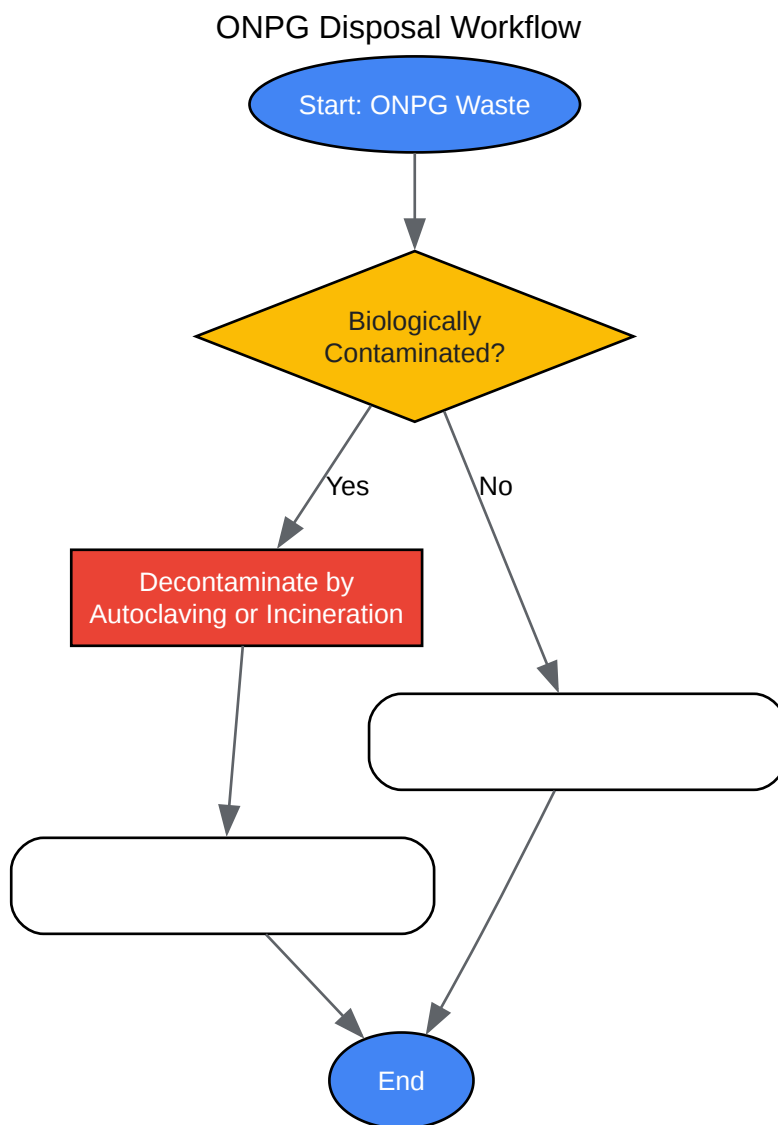 ONPG Disposal Workflow
Start: ONPG Waste
Biologically
Contaminated?
Yes
No
Decontaminate by
Autoclaving or Incineration
End